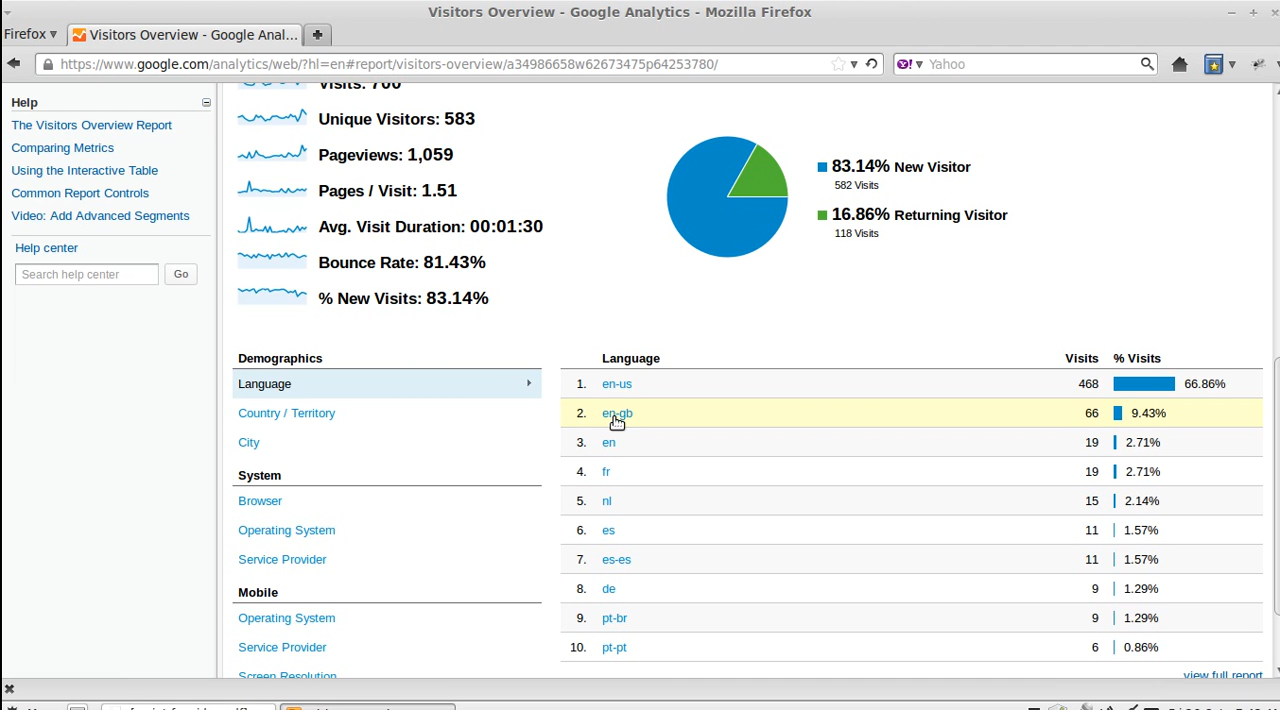 Visitors Overview - Google Analytics - Mozilla Firefox
Firefox
Visitors Overview - Google Anal...
https://www.google.com/analytics/web/?hl=en#report/visitors-overview/a34986658w62673475p64253780/
Yahoo
Help
The Visitors Overview Report
Comparing Metrics
Using the Interactive Table
Common Report Controls
Video: Add Advanced Segments
Help center
Search help center
Go
Visits: 700
Unique Visitors: 583
Pageviews: 1,059
Pages / Visit: 1.51
Avg. Visit Duration: 00:01:30
Bounce Rate: 81.43%
% New Visits: 83.14%
83.14% New Visitor
582 Visits
16.86% Returning Visitor
118 Visits
Demographics
Language
Country / Territory
City
System
Browser
Operating System
Service Provider
Mobile
Operating System
Service Provider
Screen Resolution
Language Visits % Visits
1. en-us 468 66.86%
2. en-gb 66 9.43%
3. en 19 2.71%
4. fr 19 2.71%
5. nl 15 2.14%
6. es 11 1.57%
7. es-es 11 1.57%
8. de 9 1.29%
9. pt-br 9 1.29%
10. pt-pt 6 0.86%
view full report